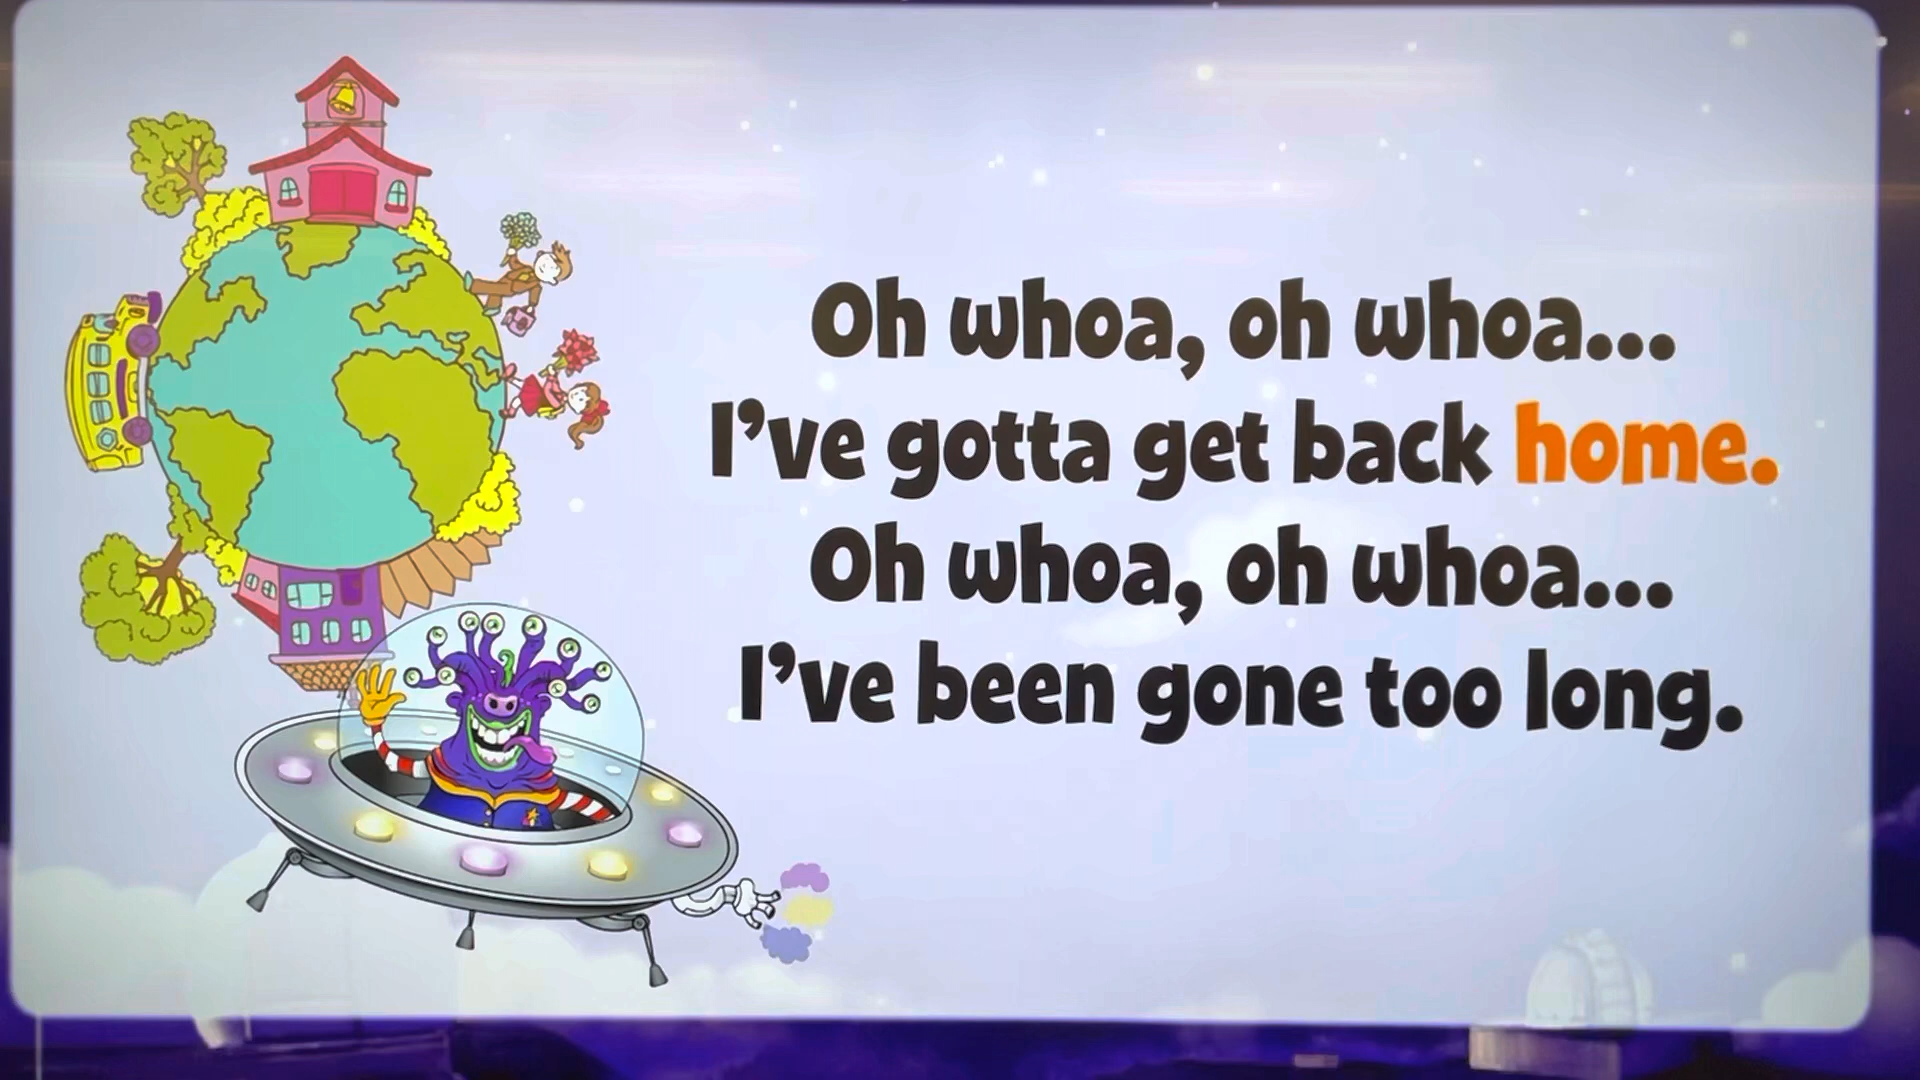 Oh whoa, oh whoa...
I've gotta get back home.
Oh whoa, oh whoa...
I've been gone too long.